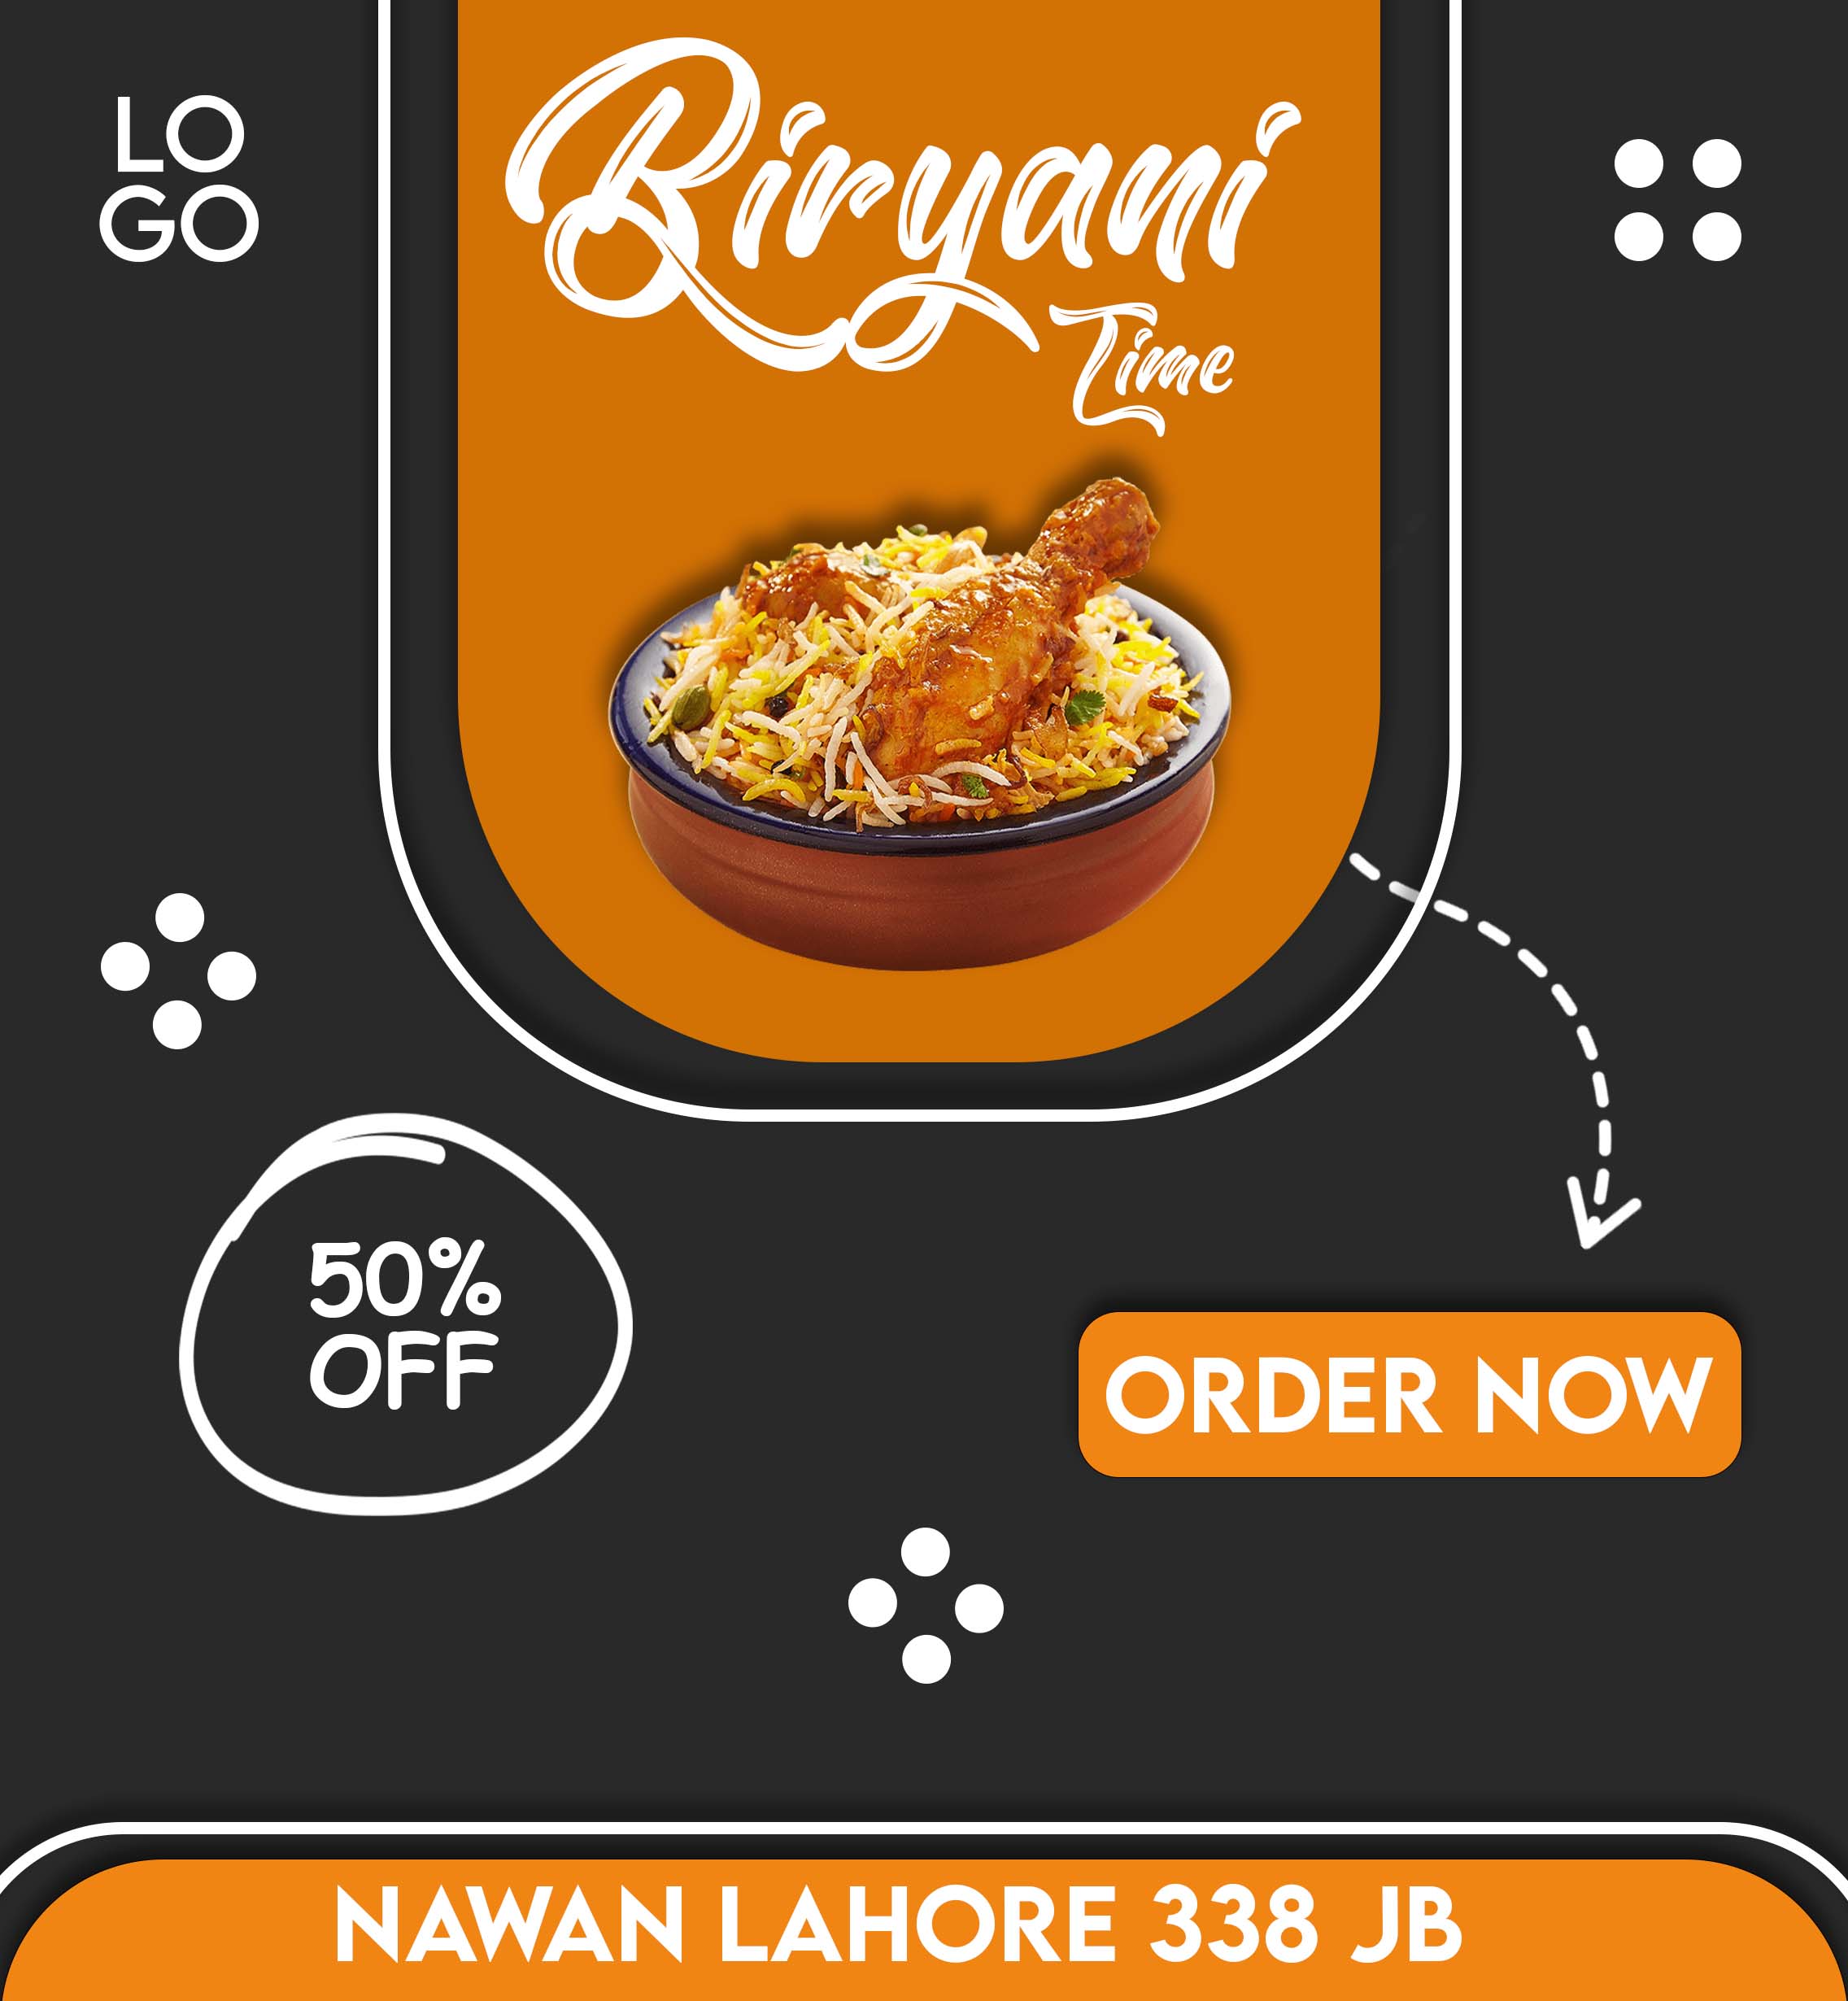 LO
GO
Biryani
Time
50%
OFF
ORDER NOW
NAWAN LAHORE 338 JB